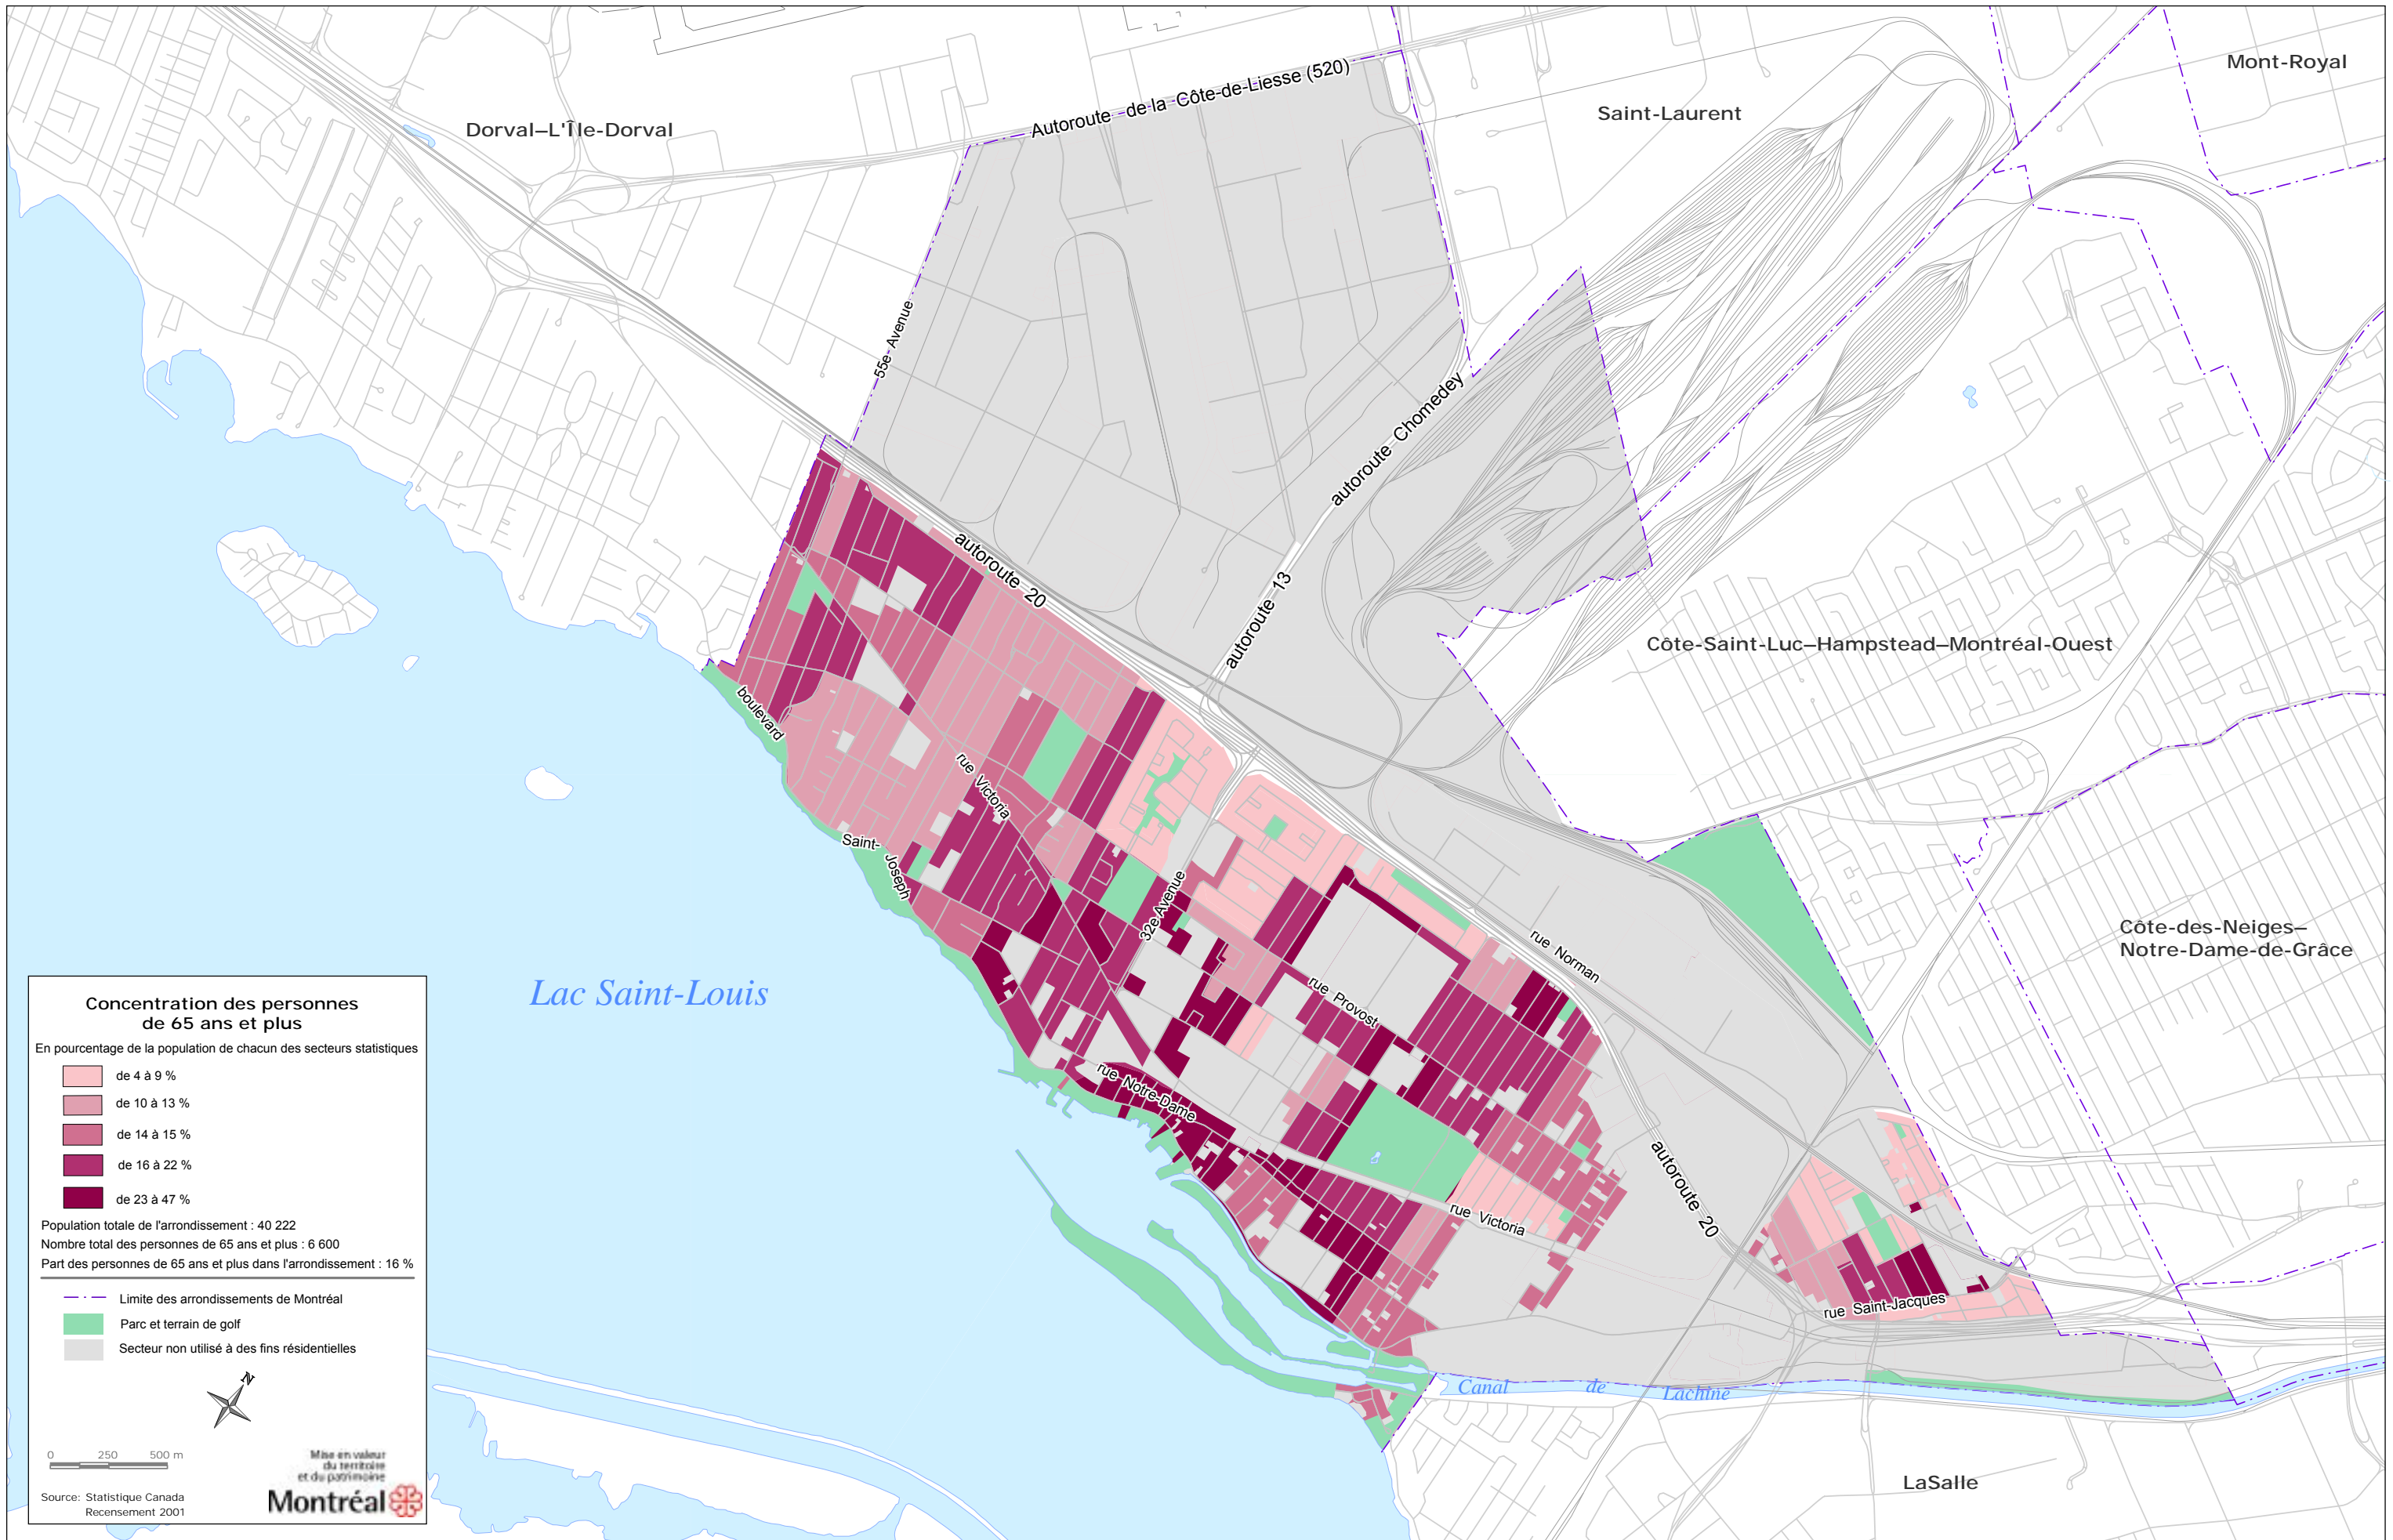 Mont-Royal
Saint-Laurent
Dorval–L'Île-Dorval
Autoroute de la Côte-de-Liesse (520)
55e Avenue
autoroute Chomedey
autoroute 13
autoroute 20
Côte-Saint-Luc–Hampstead–Montréal-Ouest
boulevard
Saint-Joseph
rue Victoria
32e Avenue
rue Norman
rue Provost
Côte-des-Neiges–
Notre-Dame-de-Grâce
Lac Saint-Louis
rue Notre-Dame
rue Victoria
autoroute 20
rue Saint-Jacques
Canal de Lachine
LaSalle
Concentration des personnes
de 65 ans et plus
En pourcentage de la population de chacun des secteurs statistiques
de 4 à 9 %
de 10 à 13 %
de 14 à 15 %
de 16 à 22 %
de 23 à 47 %
Population totale de l'arrondissement : 40 222
Nombre total des personnes de 65 ans et plus : 6 600
Part des personnes de 65 ans et plus dans l'arrondissement : 16 %
Limite des arrondissements de Montréal
Parc et terrain de golf
Secteur non utilisé à des fins résidentielles
N
0 250 500 m
Mise en valeur
du territoire
et du patrimoine
Montréal
Source: Statistique Canada
Recensement 2001